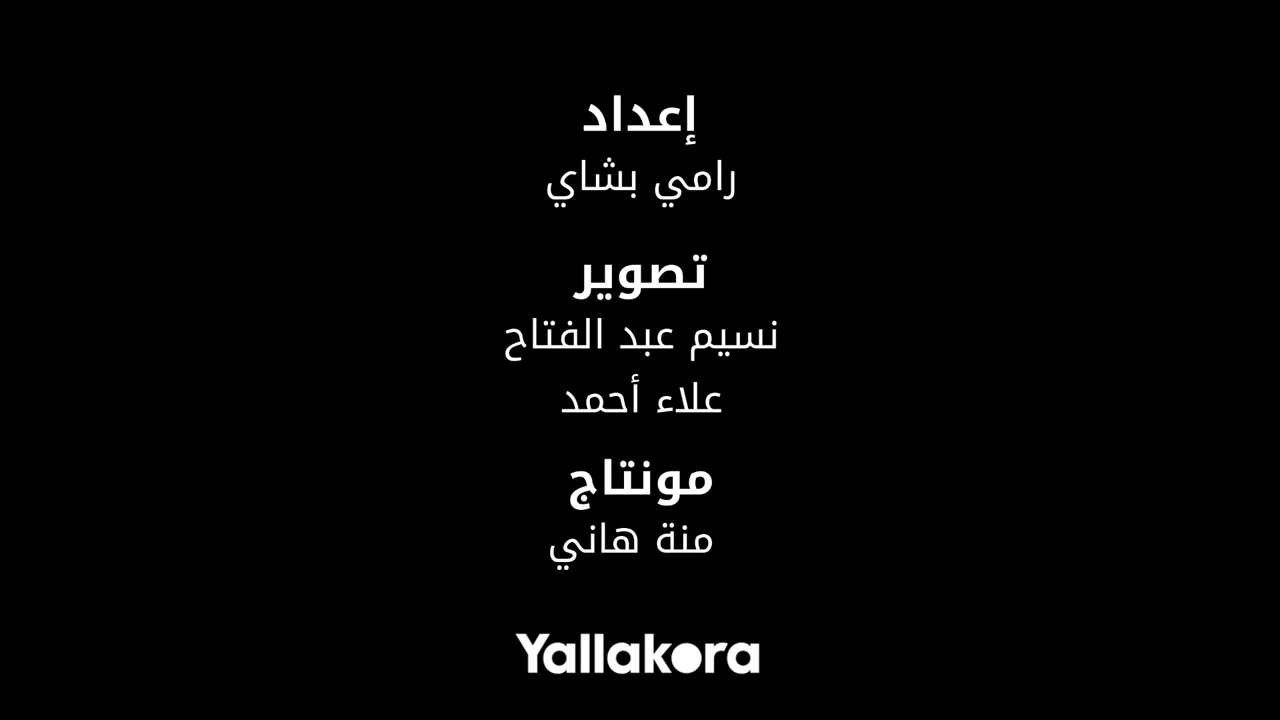 إعداد
رامي بشاي
تصوير
نسيم عبد الفتاح
علاء أحمد
مونتاج
منة هاني
Yallakora